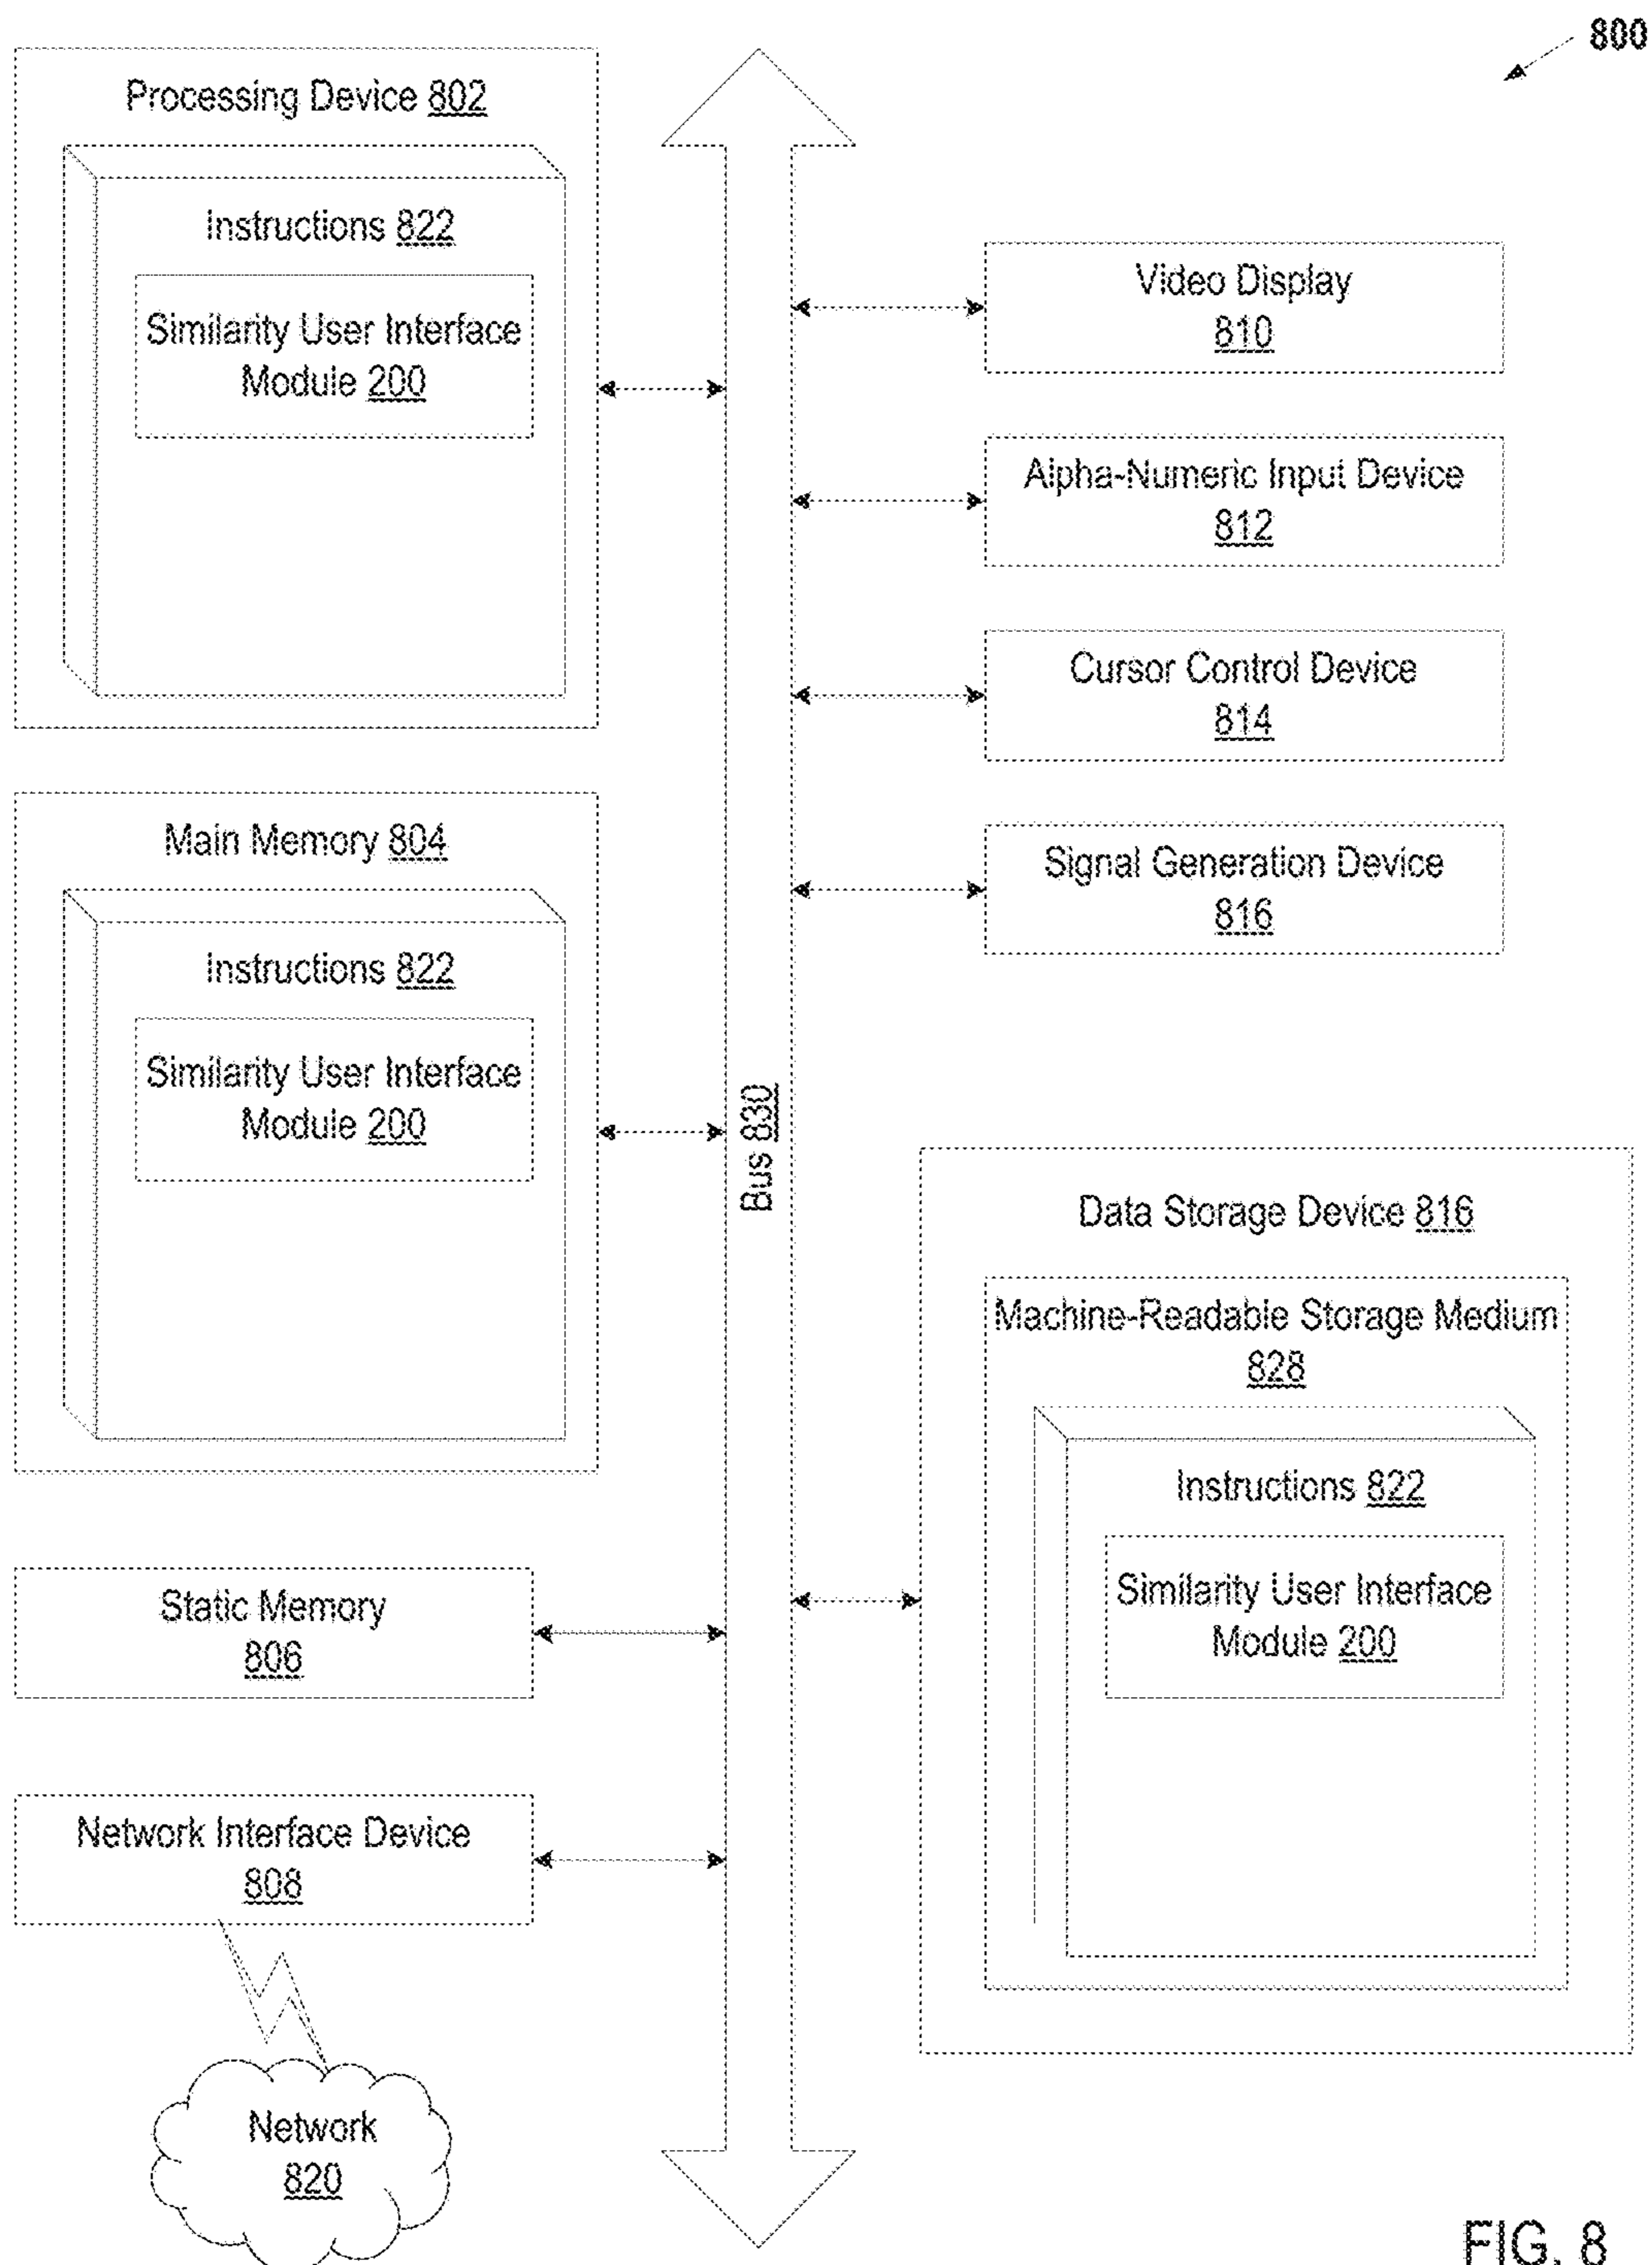 800
Processing Device 802
Instructions 822
Similarity User Interface
Module 200
Main Memory 804
Instructions 822
Similarity User Interface
Module 200
Static Memory
806
Network Interface Device
808
Network
820
Bus 830
Video Display
810
Alpha-Numeric Input Device
812
Cursor Control Device
814
Signal Generation Device
816
Data Storage Device 816
Machine-Readable Storage Medium
828
Instructions 822
Similarity User Interface
Module 200
FIG. 8